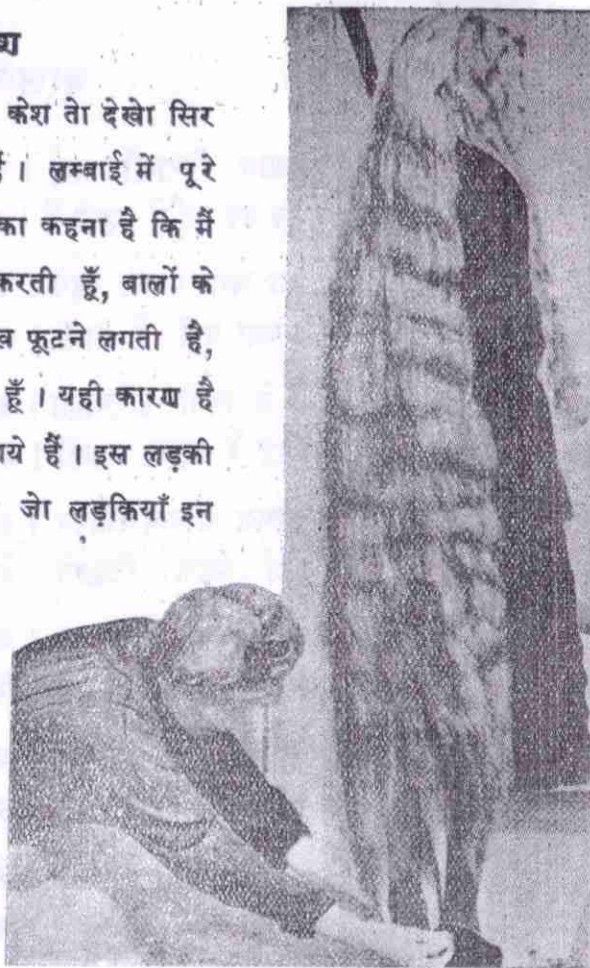 केश तो देखो सिर
लम्बाई में पूरे
का कहना है कि मैं
करती हूँ, बालों को
फूटने लगती है,
हूँ । यही कारण है
गये हैं । इस लड़की
जो लड़कियाँ इन